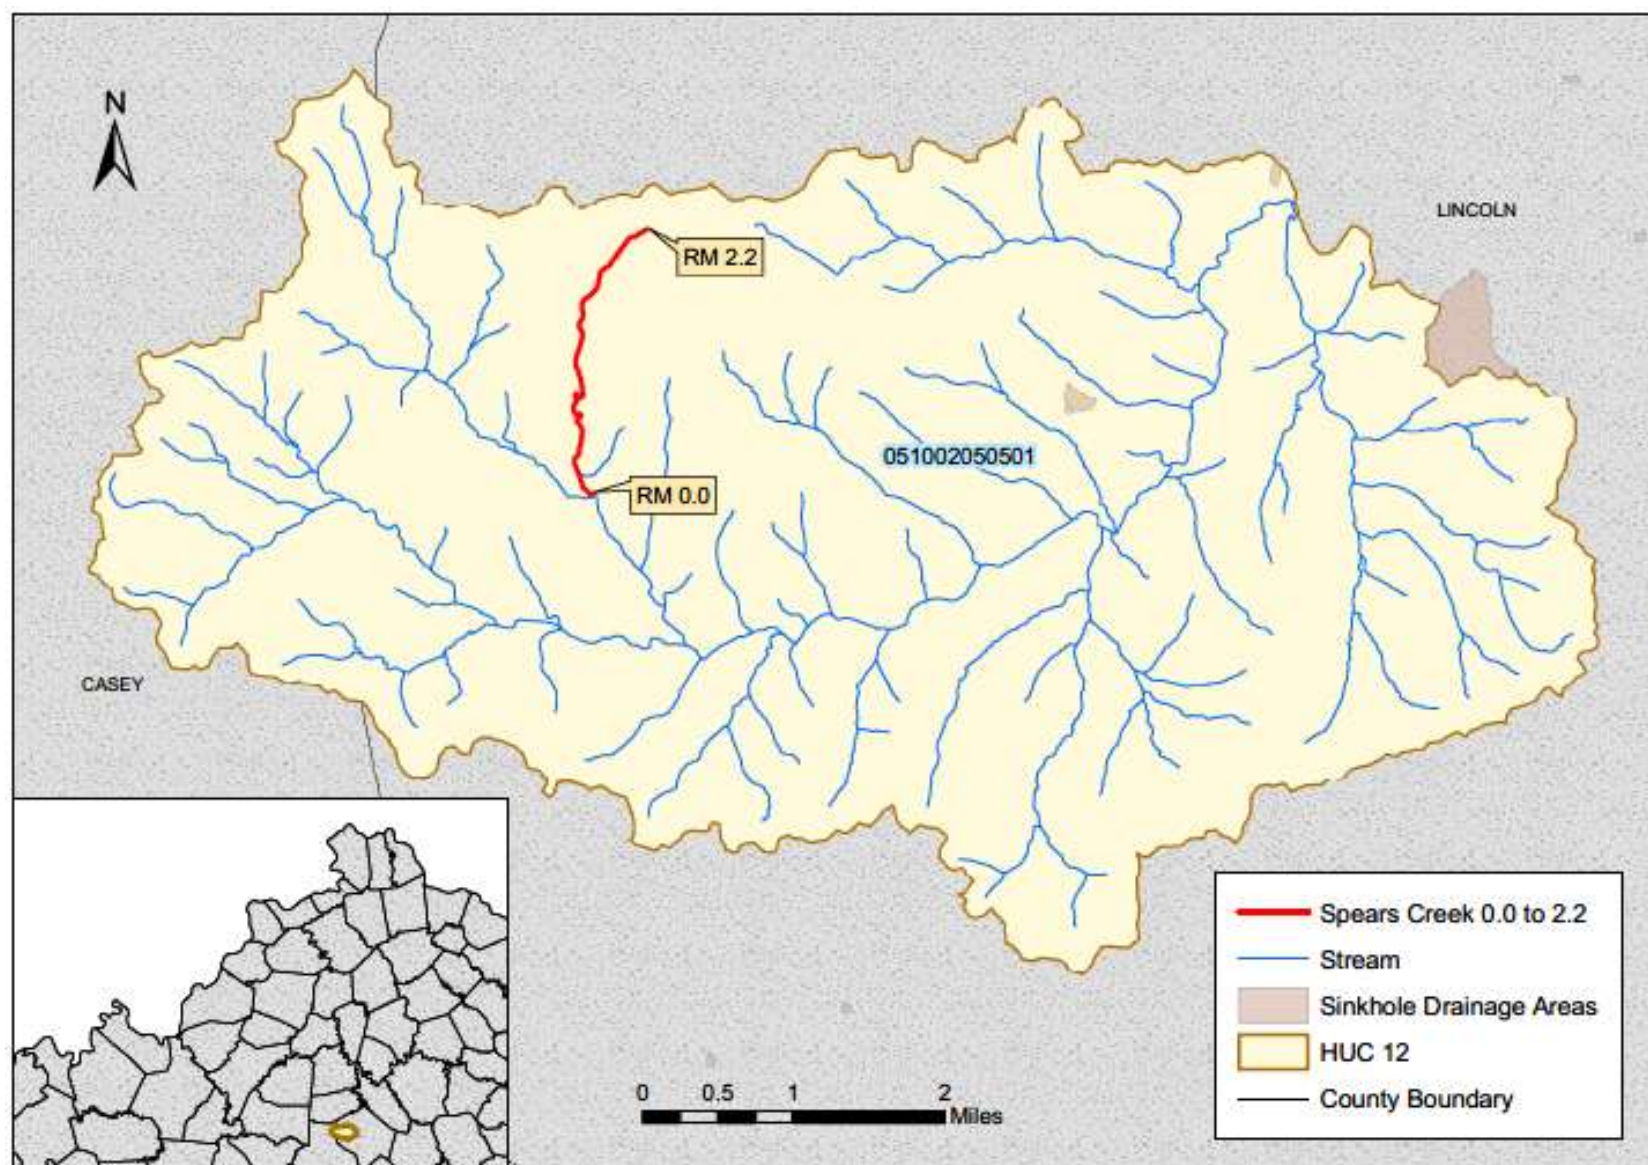 N
LINCOLN
RM 2.2
051002050501
RM 0.0
CASEY
Spears Creek 0.0 to 2.2
Stream
Sinkhole Drainage Areas
HUC 12
County Boundary
0 0.5 1 2
Miles